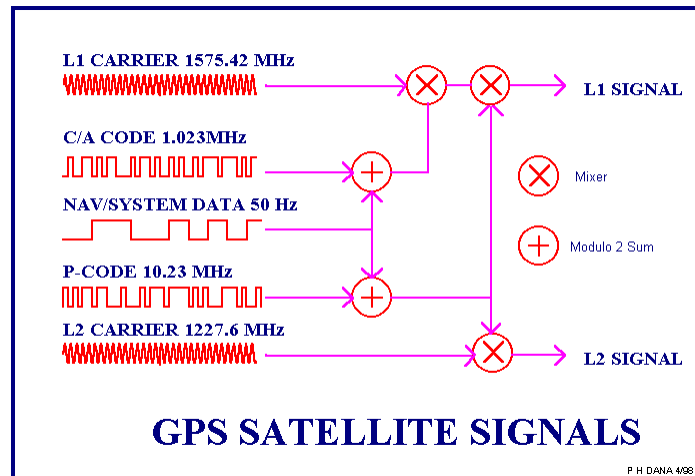 L1 CARRIER 1575.42 MHz
L1 SIGNAL
C/A CODE 1.023MHz
Mixer
NAV/SYSTEM DATA 50 Hz
Modulo 2 Sum
P-CODE 10.23 MHz
L2 CARRIER 1227.6 MHz
L2 SIGNAL
GPS SATELLITE SIGNALS
P H DANA 4/98